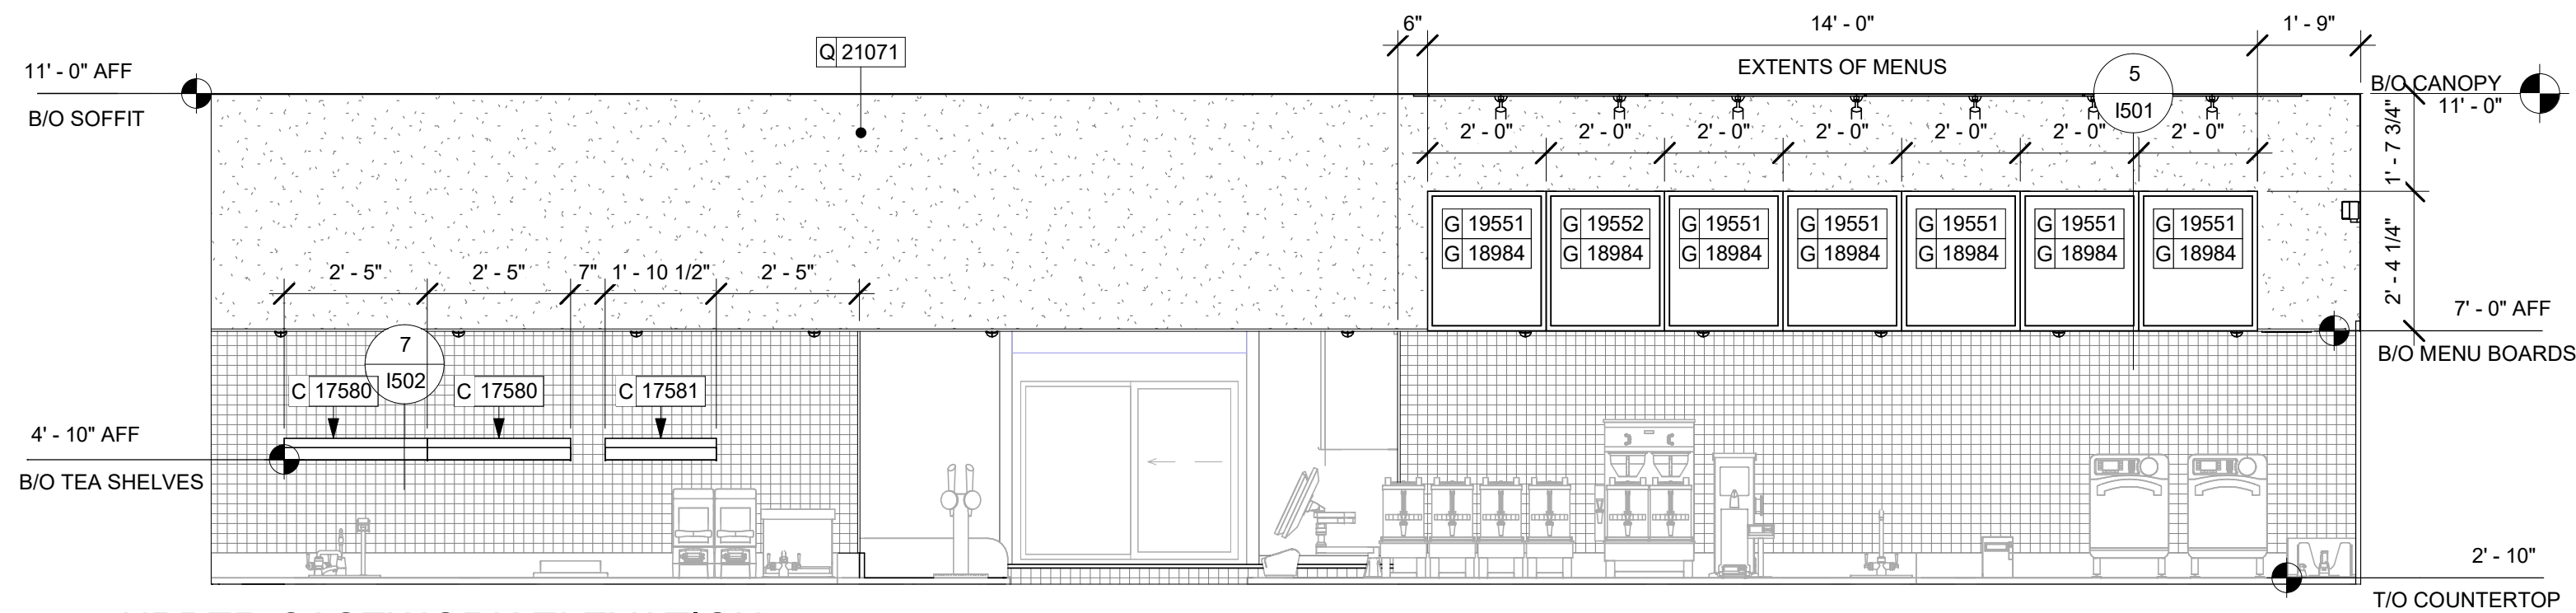 6" 14' - 0" 1' - 9"
Q 21071
EXTENTS OF MENUS
11' - 0" AFF
B/O SOFFIT
5
I501
B/O CANOPY
11' - 0"
2' - 0" 2' - 0" 2' - 0" 2' - 0" 2' - 0" 2' - 0" 2' - 0"
1' - 7 3/4"
G 19551 G 19552 G 19551 G 19551 G 19551 G 19551 G 19551
G 18984 G 18984 G 18984 G 18984 G 18984 G 18984 G 18984
2' - 4 1/4"
2' - 5" 2' - 5" 7" 1' - 10 1/2" 2' - 5"
7' - 0" AFF
B/O MENU BOARDS
7
I502
C 17580 C 17580 C 17581
4' - 10" AFF
B/O TEA SHELVES
2' - 10"
T/O COUNTERTOP